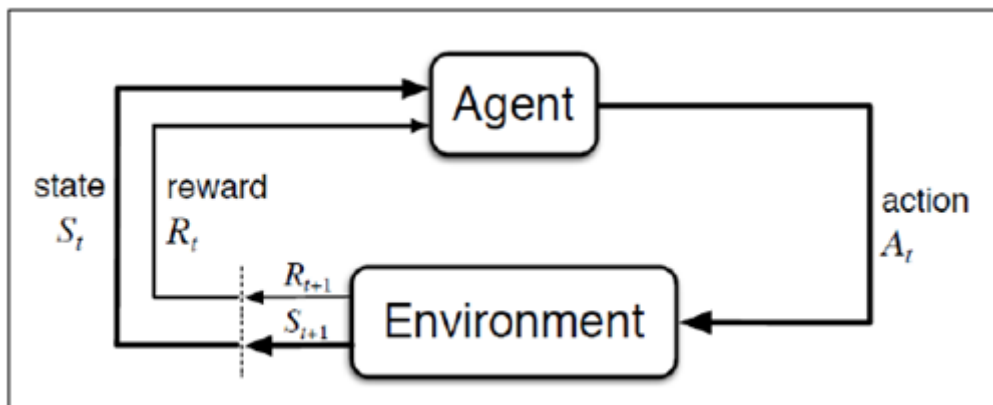 Agent
state
S_t
reward
R_t
action
A_t
R_{t+1}
S_{t+1}
Environment